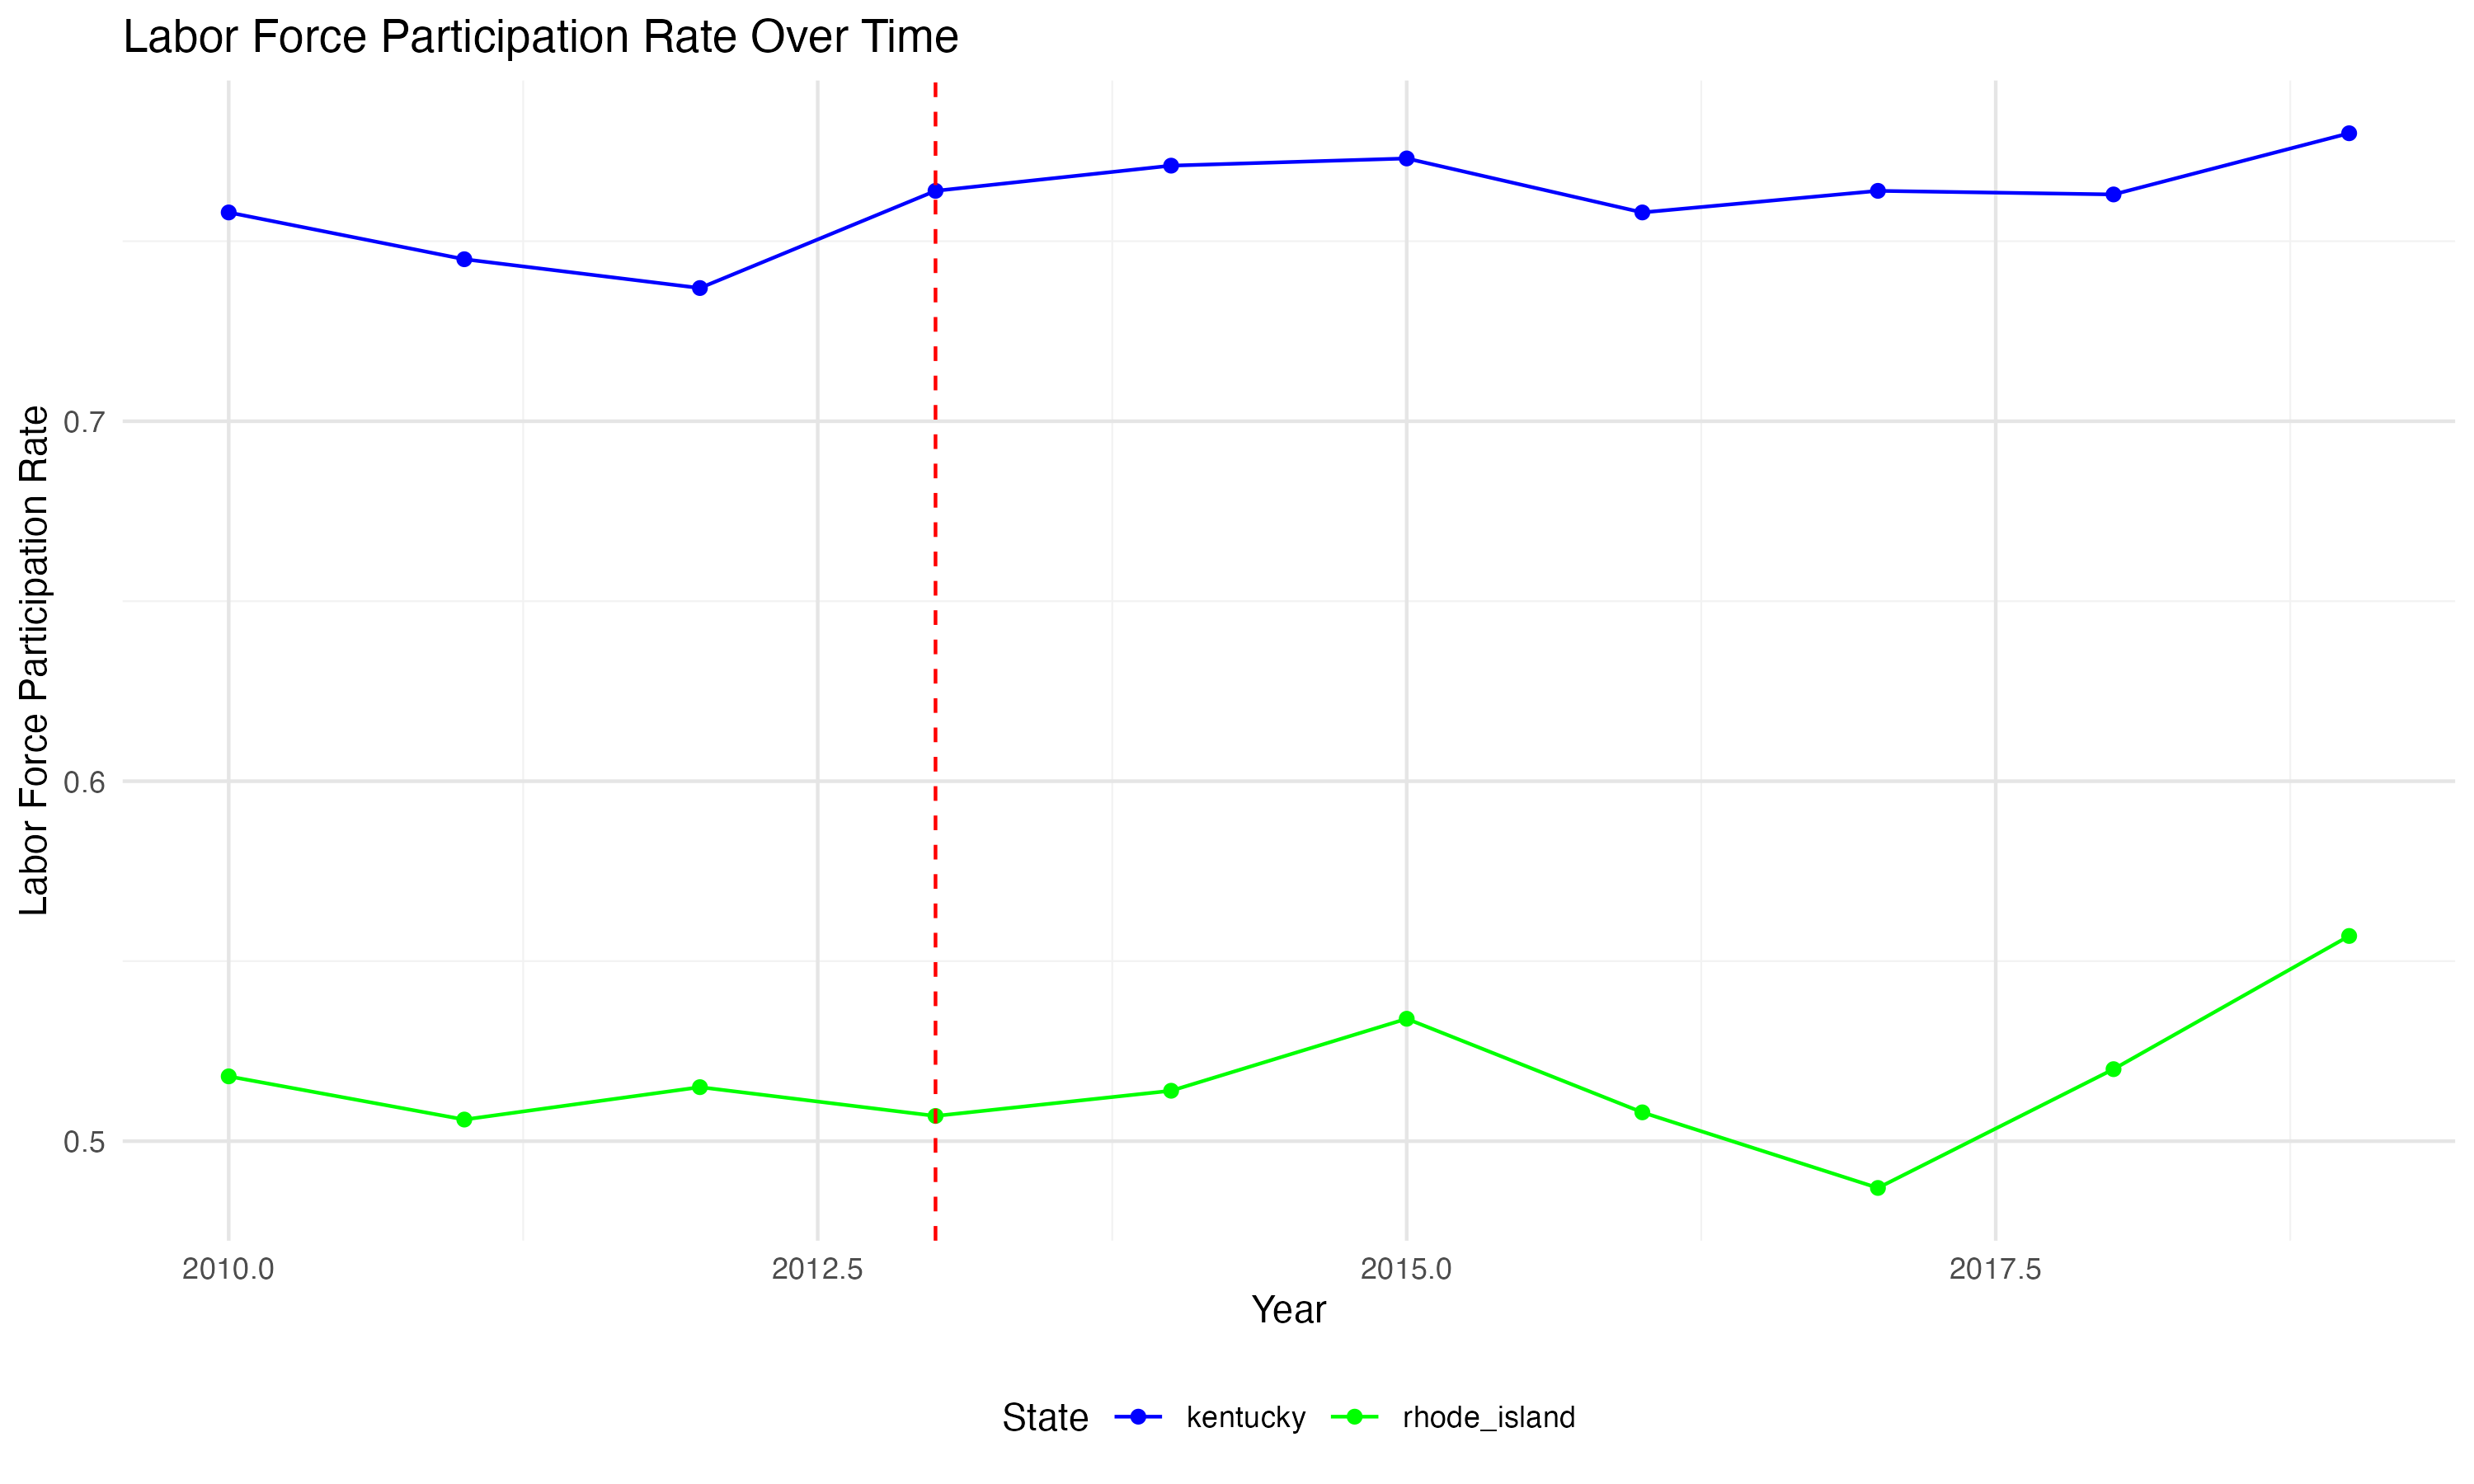 Labor Force Participation Rate Over Time
Labor Force Participation Rate
0.7
0.6
0.5
2010.0 2012.5 2015.0 2017.5
Year
State kentucky rhode_island